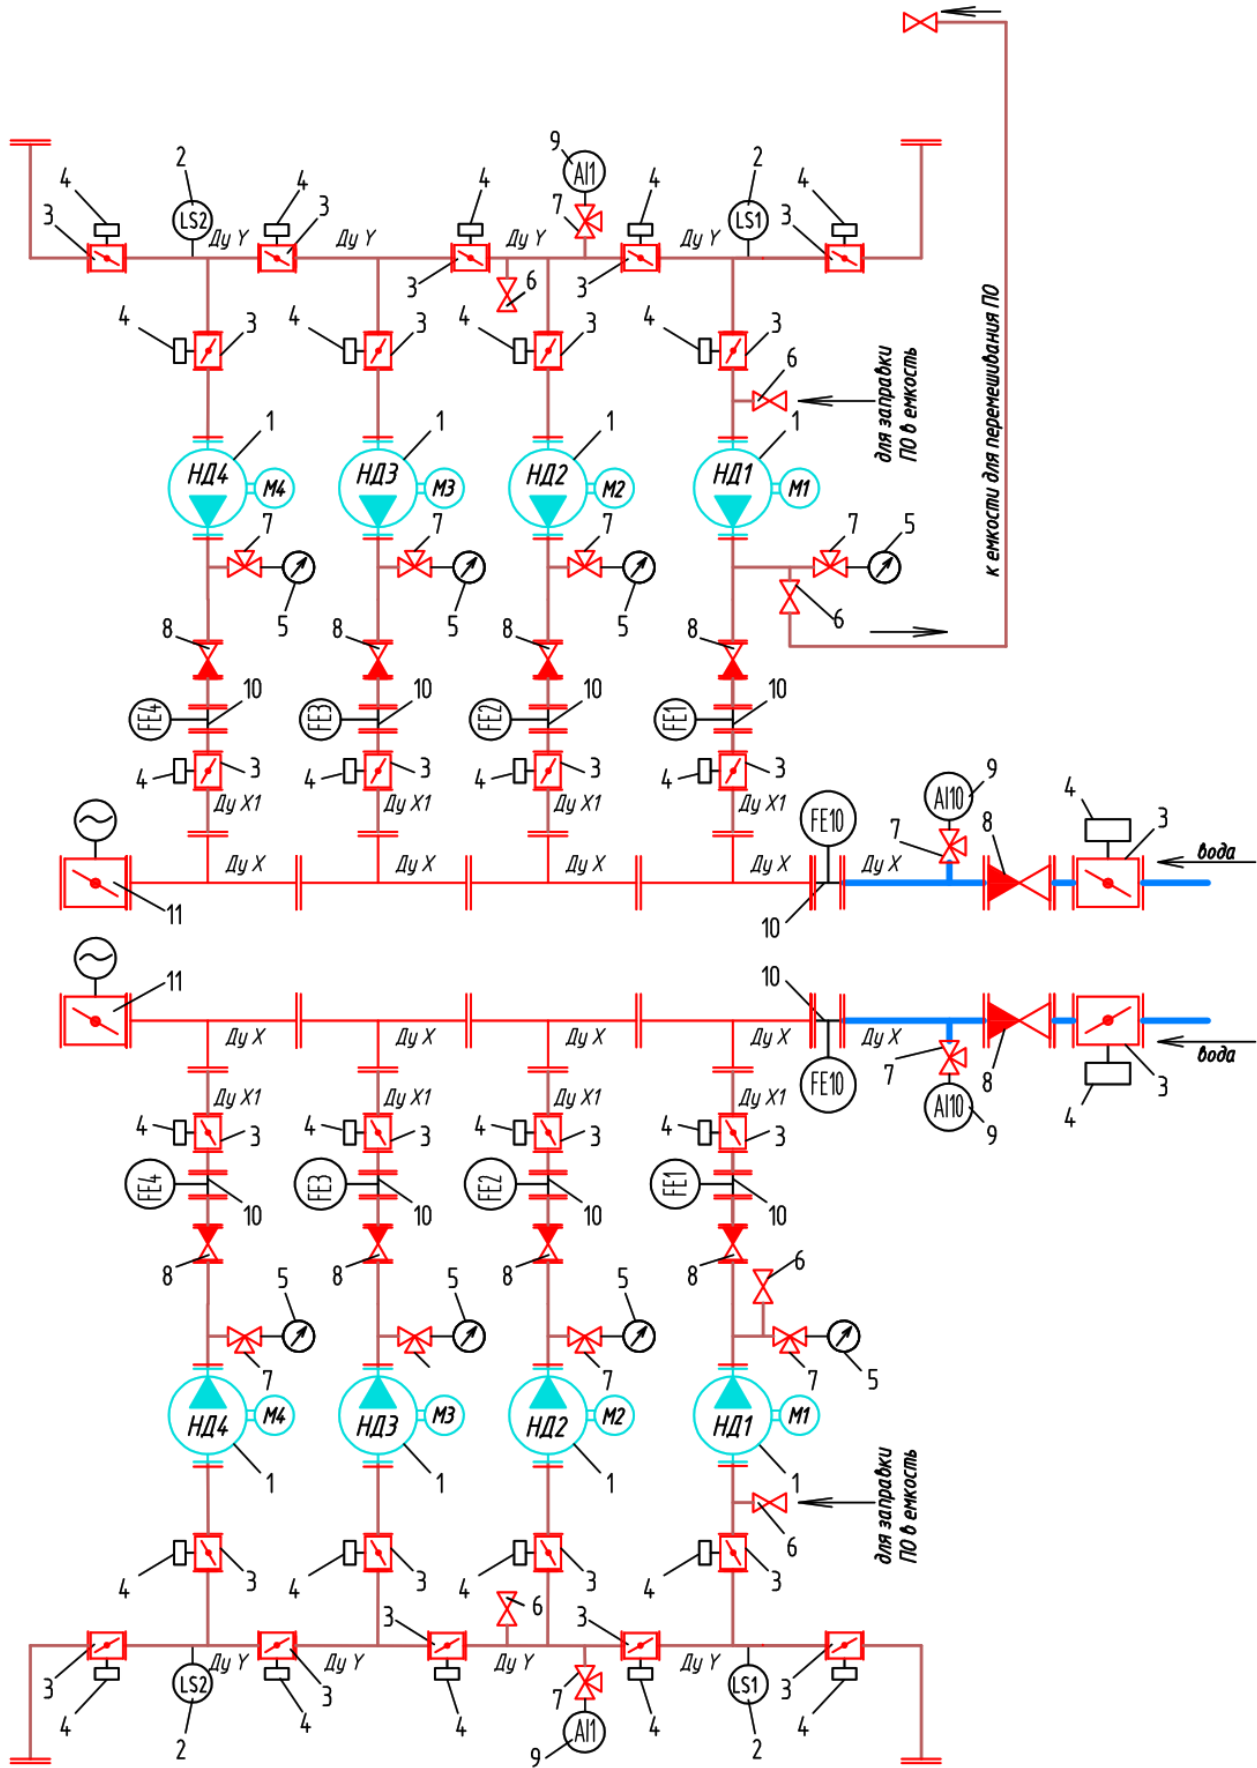 9
2
4
4
4
AI1
4
2
4
3
LS2
3
7
LS1
3
3
Ду Y
Ду Y
Ду Y
Ду Y
3
6
3
4
3
4
3
4
3
4
3
6
для заправки
ПО в емкость
к емкости для перемешивания ПО
1
1
1
1
НД4
М4
НД3
М3
НД2
М2
НД1
М1
7
7
7
7
5
5
5
5
6
8
8
8
8
10
10
10
10
FE4
FE3
FE2
FE1
4
3
4
3
4
3
4
3
Ду X1
Ду X1
Ду X1
Ду X1
9
4
3
AI10
FE10
7
8
вода
Ду X
Ду X
Ду X
Ду X
Ду X
11
10
11
10
Ду X
Ду X
Ду X
Ду X
Ду X
вода
7
8
3
FE10
4
AI10
9
Ду X1
Ду X1
Ду X1
Ду X1
4
3
4
3
4
3
4
3
FE4
FE3
FE2
FE1
10
10
10
10
8
8
8
8
6
5
5
5
7
7
7
5
НД4
М4
НД3
М3
НД2
М2
НД1
М1
1
1
1
1
для заправки
ПО в емкость
6
4
3
4
3
4
3
4
3
3
6
3
3
Ду Y
3
Ду Y
Ду Y
7
Ду Y
3
3
LS2
LS1
4
4
4
AI1
4
4
2
9
2